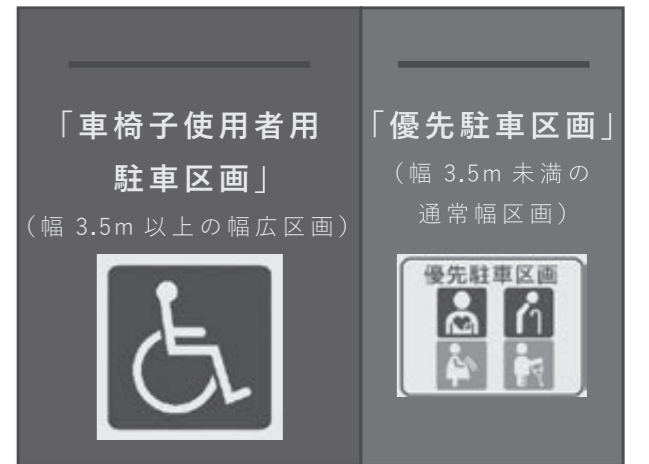 「車椅子使用者用
駐車区画」
（幅 3.5m 以上の幅広区画）
「優先駐車区画」
（幅 3.5m 未満の
通常幅区画）
優先駐車区画